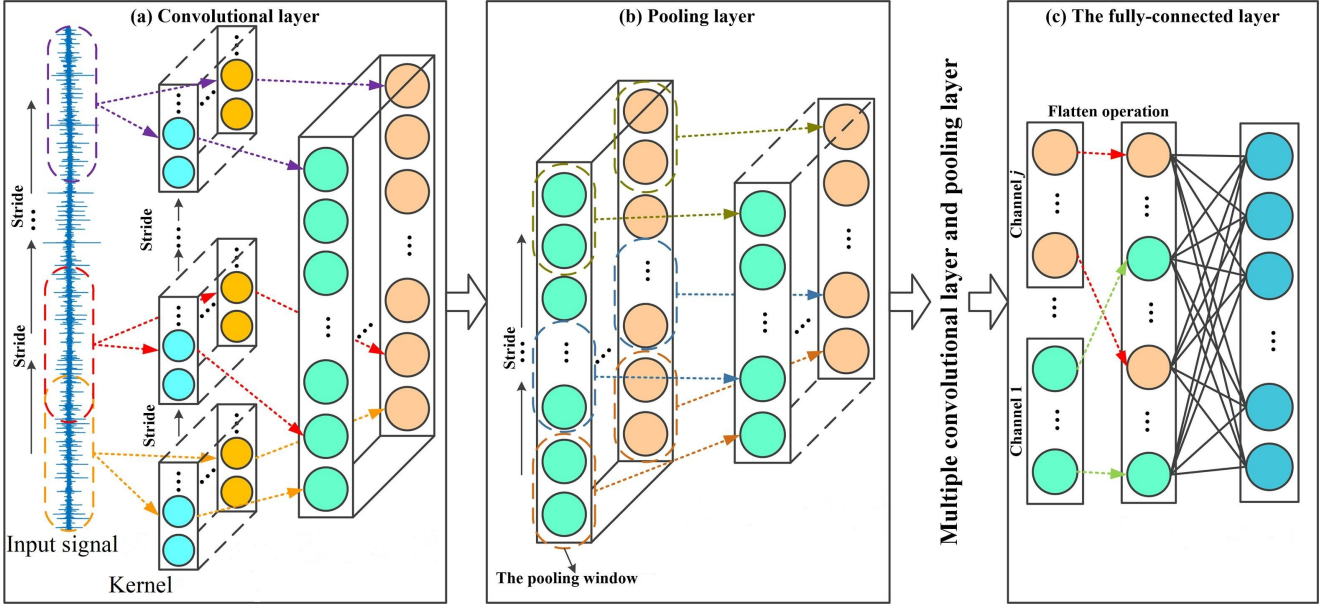 (a) Convolutional layer
Stride
Stride
Stride
Stride
Input signal
Kernel
(b) Pooling layer
Stride
The pooling window
Multiple convolutional layer and pooling layer
(c) The fully-connected layer
Flatten operation
Channel j
Channel 1